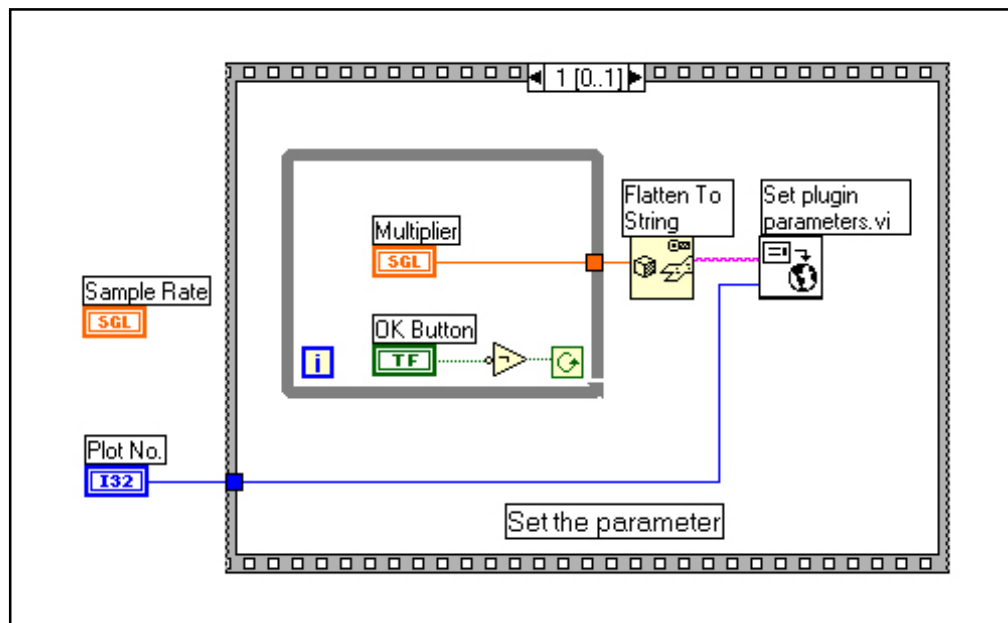 1 [0..1]
Flatten To
String
Set plugin
parameters.vi
Multiplier
SGL
Sample Rate
SGL
OK Button
TF
i
Plot No.
I32
Set the parameter